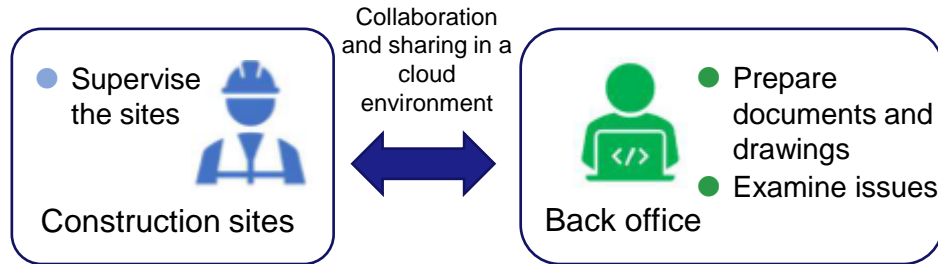 Collaboration
and sharing in a
cloud
environment
Supervise
the sites
Construction sites
</>
Prepare
documents and
drawings
Examine issues
Back office